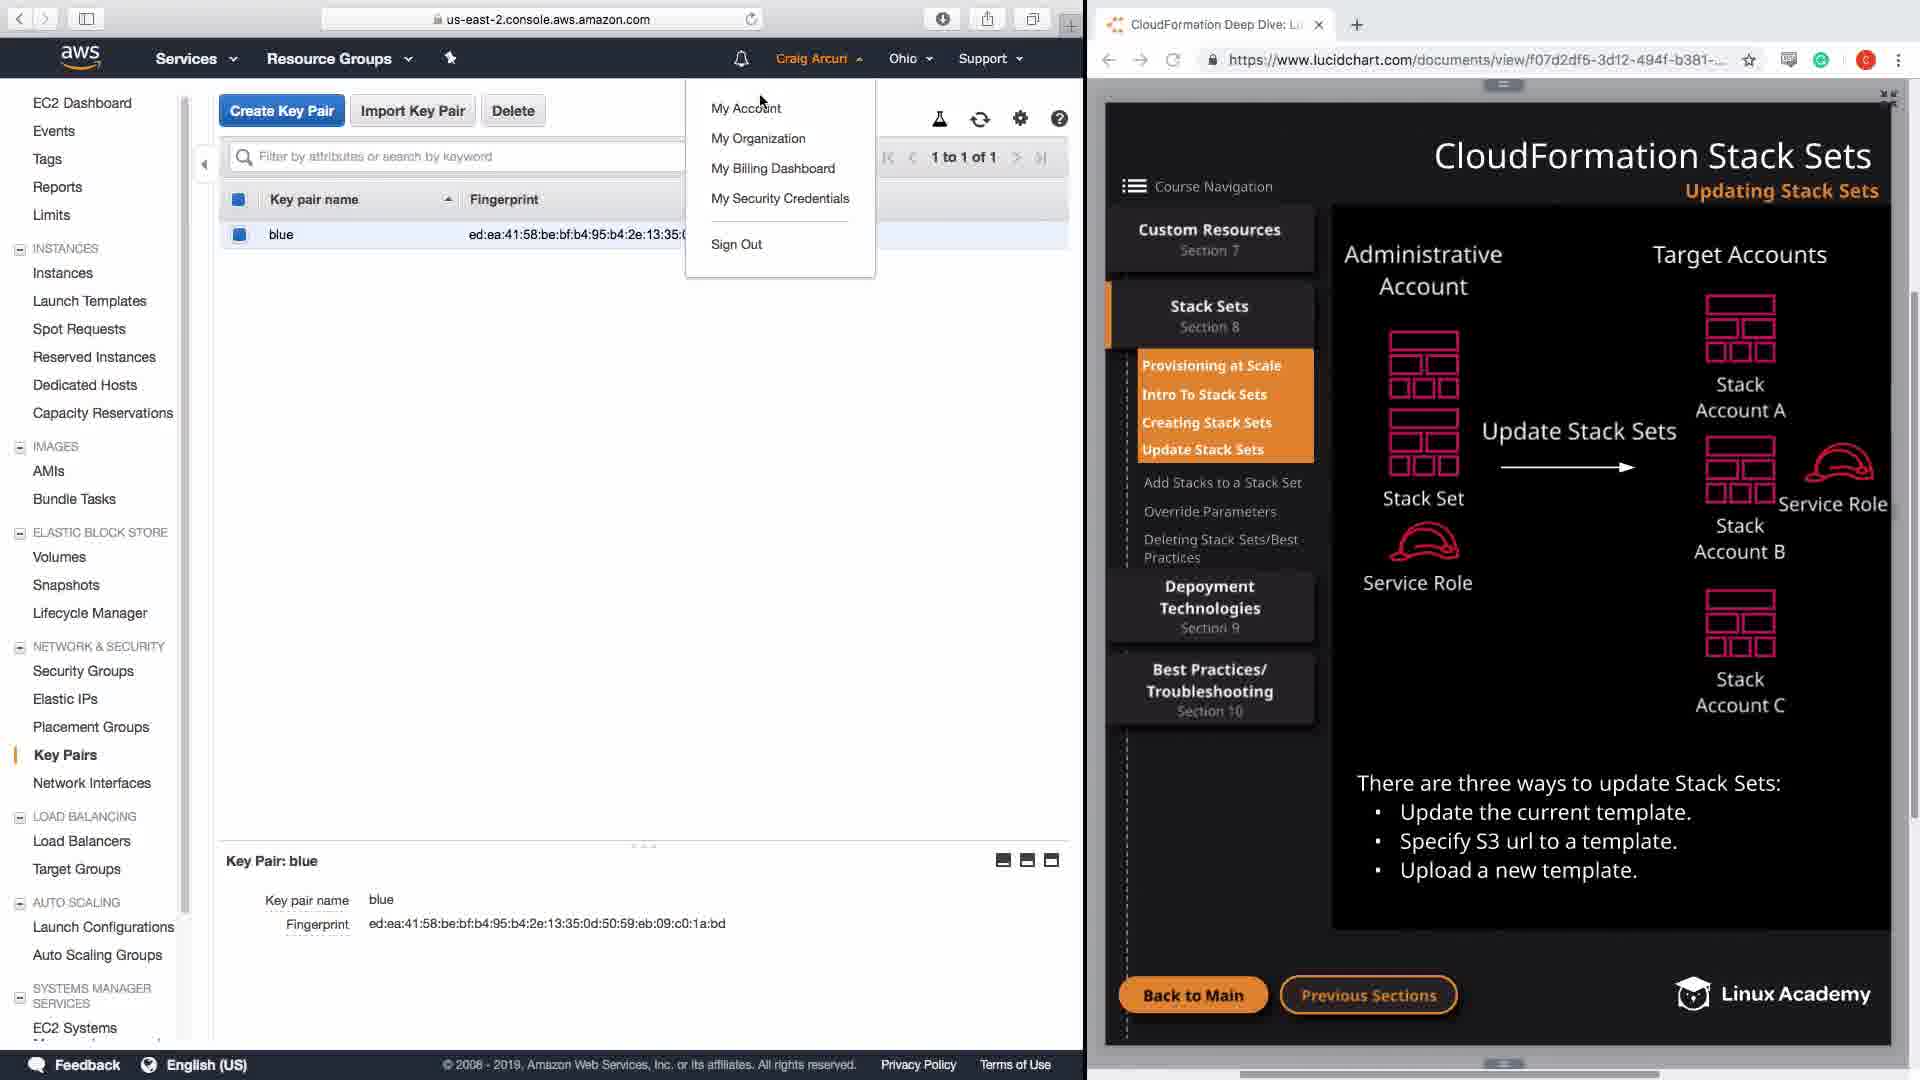 us-east-2.console.aws.amazon.com
aws
Services
Resource Groups
Craig Arcuri
Ohio
Support
EC2 Dashboard
Events
Tags
Reports
Limits
INSTANCES
Instances
Launch Templates
Spot Requests
Reserved Instances
Dedicated Hosts
Capacity Reservations
IMAGES
AMIs
Bundle Tasks
ELASTIC BLOCK STORE
Volumes
Snapshots
Lifecycle Manager
NETWORK & SECURITY
Security Groups
Elastic IPs
Placement Groups
Key Pairs
Network Interfaces
LOAD BALANCING
Load Balancers
Target Groups
AUTO SCALING
Launch Configurations
Auto Scaling Groups
SYSTEMS MANAGER
SERVICES
EC2 Systems
Create Key Pair
Import Key Pair
Delete
Filter by attributes or search by keyword
1 to 1 of 1
Key pair name
Fingerprint
blue
ed:ea:41:58:be:bf:b4:95:b4:2e:13:35:0
My Account
My Organization
My Billing Dashboard
My Security Credentials
Sign Out
Key Pair: blue
Key pair name
blue
Fingerprint
ed:ea:41:58:be:bf:b4:95:b4:2e:13:35:0d:50:59:eb:09:c0:1a:bd
Feedback
English (US)
© 2008 - 2019, Amazon Web Services, Inc. or its affiliates. All rights reserved.
Privacy Policy
Terms of Use
CloudFormation Deep Dive: Lu
https://www.lucidchart.com/documents/view/f07d2df5-3d12-494f-b381-...
C
CloudFormation Stack Sets
Updating Stack Sets
Course Navigation
Custom Resources
Section 7
Stack Sets
Section 8
Provisioning at Scale
Intro To Stack Sets
Creating Stack Sets
Update Stack Sets
Add Stacks to a Stack Set
Override Parameters
Deleting Stack Sets/Best
Practices
Depoyment
Technologies
Section 9
Best Practices/
Troubleshooting
Section 10
Administrative
Account
Stack Set
Service Role
Update Stack Sets
Target Accounts
Stack
Account A
Stack
Account B
Service Role
Stack
Account C
There are three ways to update Stack Sets:
• Update the current template.
• Specify S3 url to a template.
• Upload a new template.
Back to Main
Previous Sections
Linux Academy